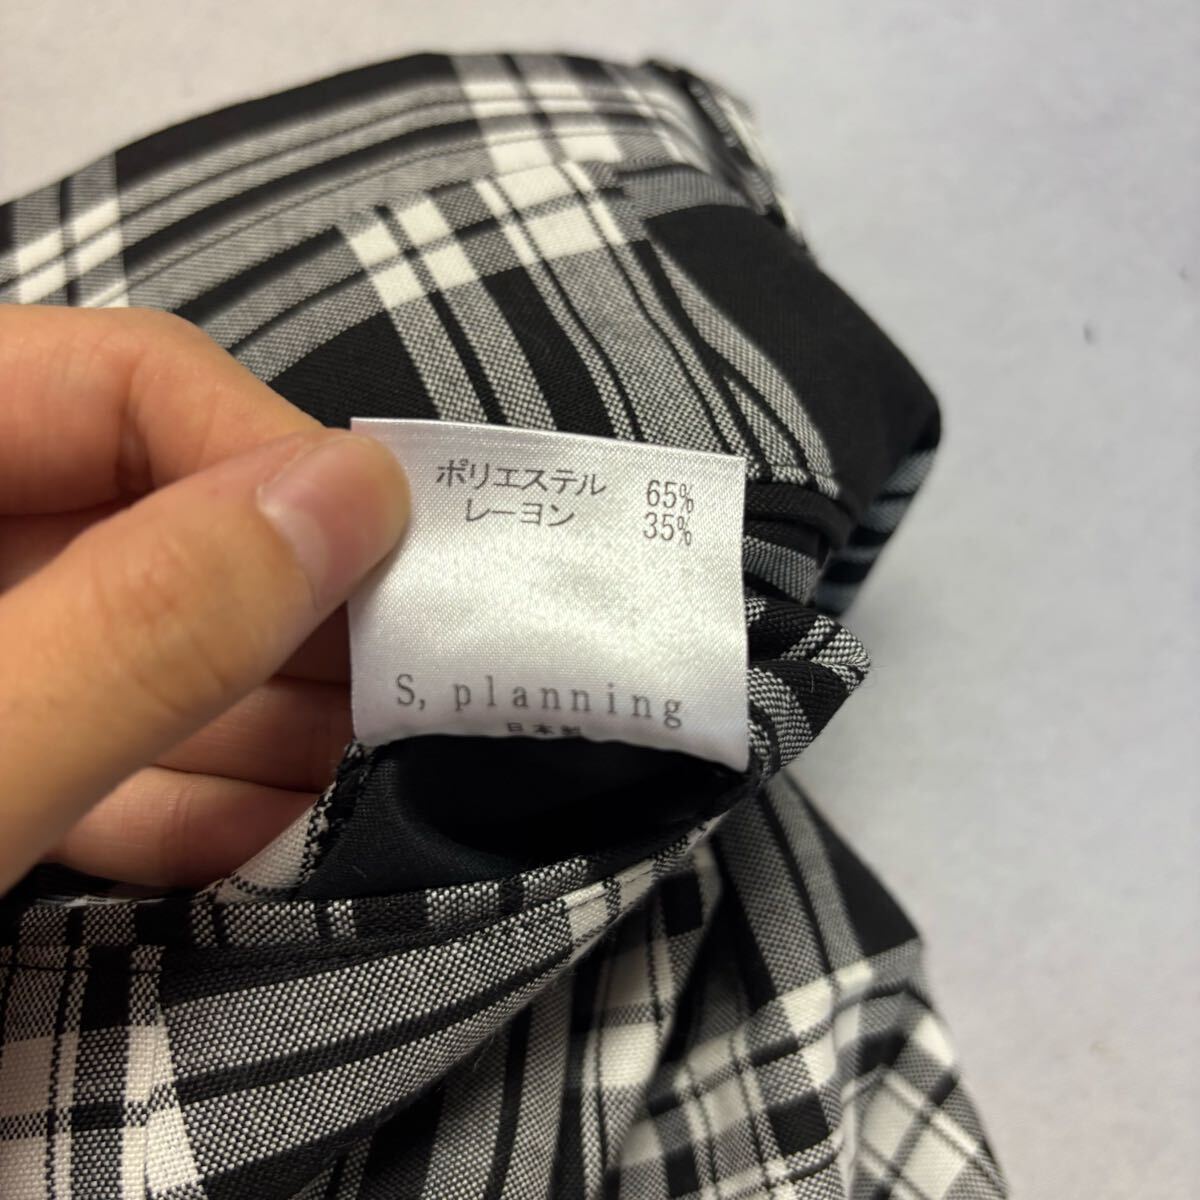 ポリエステル 65%
レーヨン 35%
S, planning
日本製